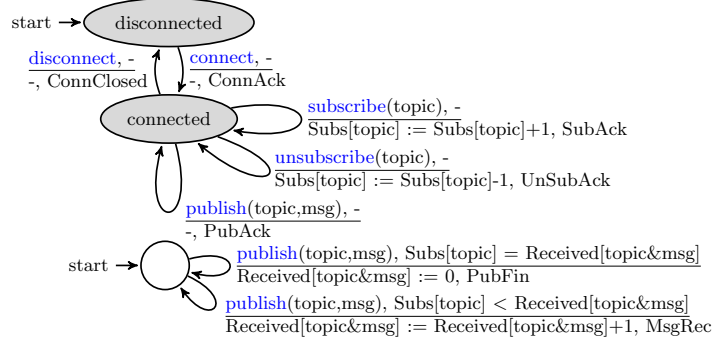 start
disconnected
disconnect, -
-, ConnClosed
connect, -
-, ConnAck
connected
subscribe(topic), -
Subs[topic] := Subs[topic]+1, SubAck
unsubscribe(topic), -
Subs[topic] := Subs[topic]-1, UnSubAck
publish(topic,msg), -
-, PubAck
start
publish(topic,msg), Subs[topic] = Received[topic&msg]
Received[topic&msg] := 0, PubFin
publish(topic,msg), Subs[topic] < Received[topic&msg]
Received[topic&msg] := Received[topic&msg]+1, MsgRec